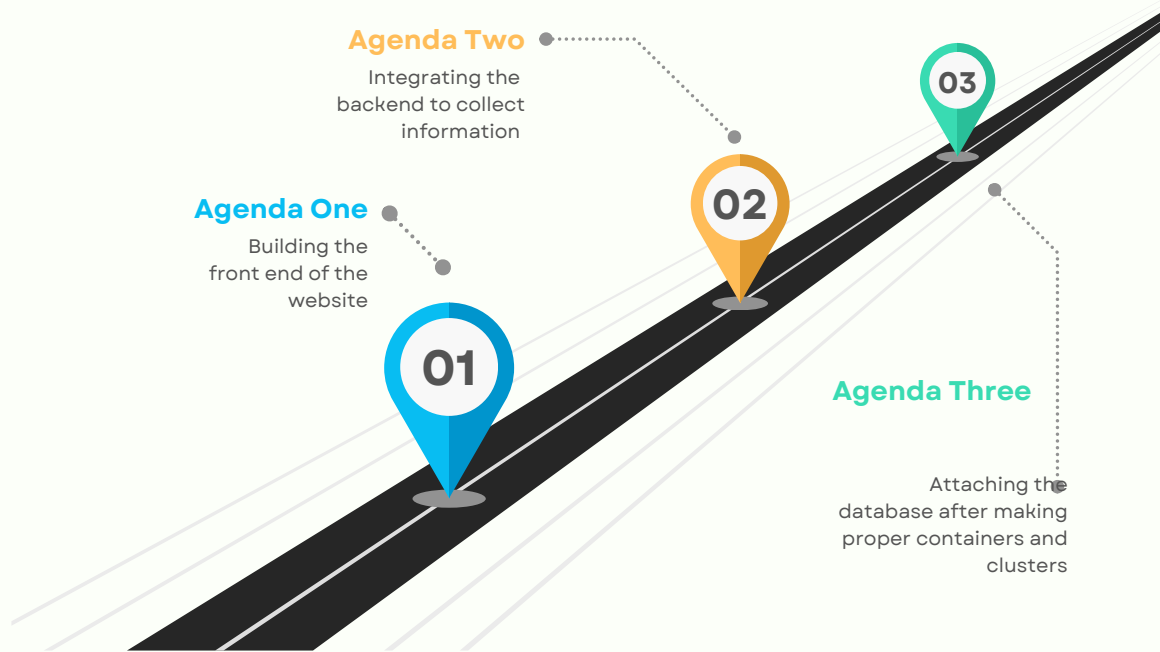 Agenda One
Building the
front end of the
website
01
Agenda Two
Integrating the
backend to collect
information
02
03
Agenda Three
Attaching the
database after making
proper containers and
clusters